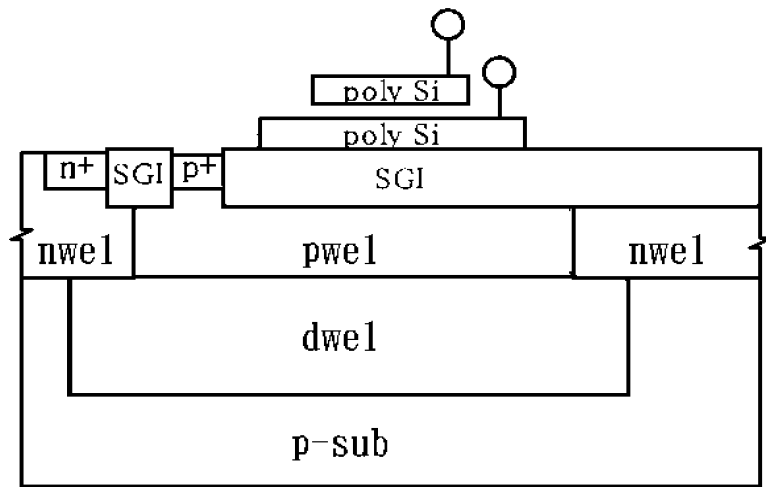 poly Si
poly Si
n+ SGI p+ SGI
nwel pwel nwel
dwel
p-sub